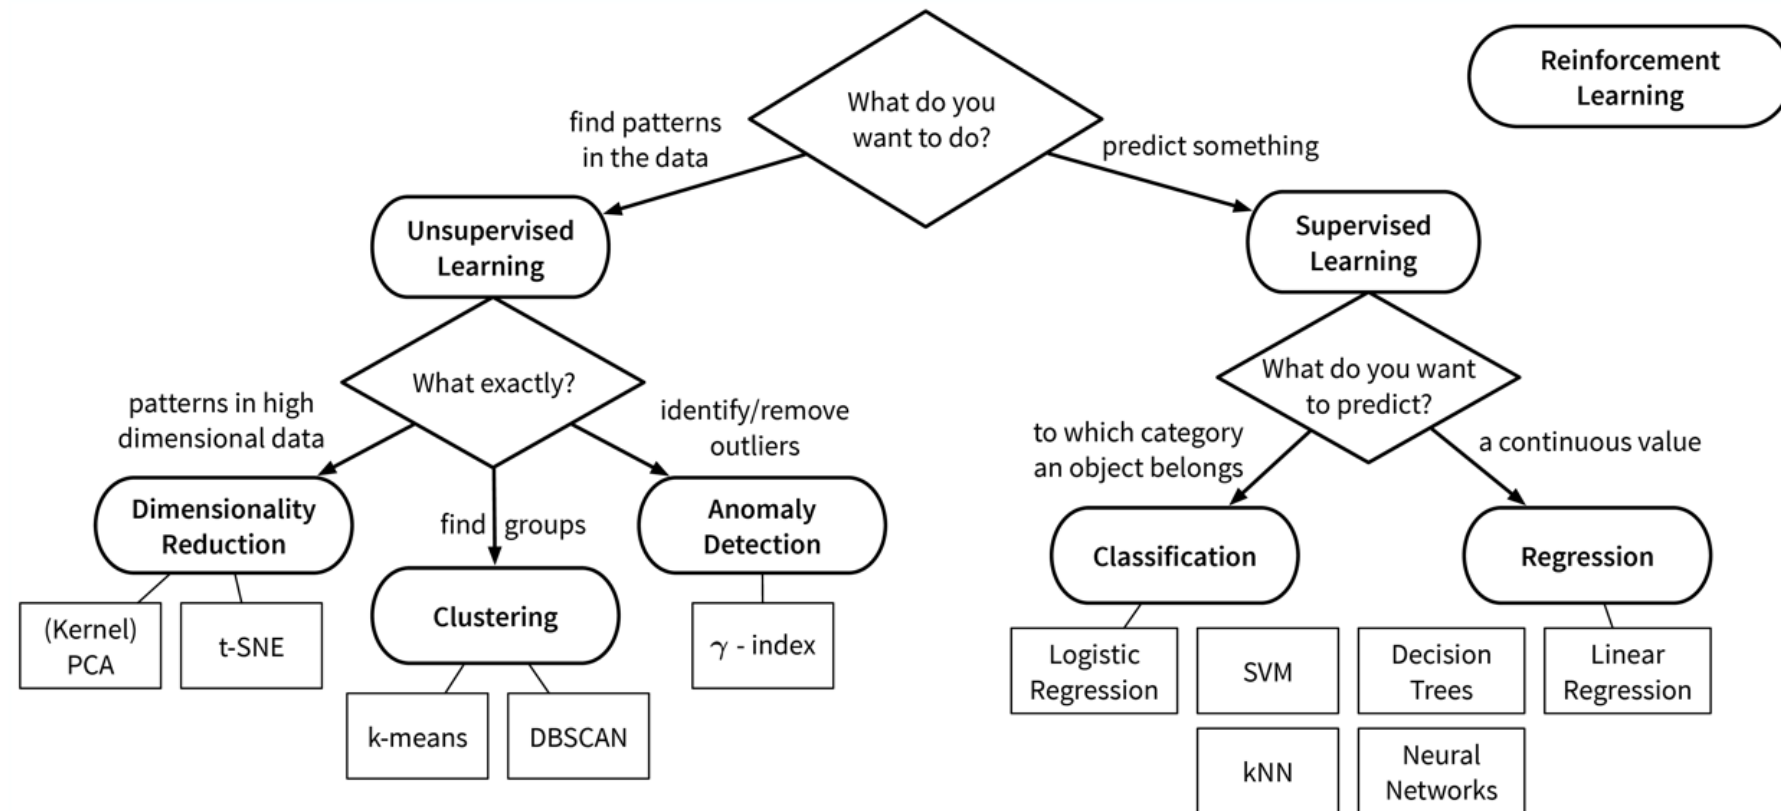 What do you
want to do?
Reinforcement
Learning
find patterns
in the data
predict something
Unsupervised
Learning
Supervised
Learning
What exactly?
What do you want
to predict?
patterns in high
dimensional data
identify/remove
outliers
to which category
an object belongs
a continuous value
Dimensionality
Reduction
find groups
Anomaly
Detection
Classification
Regression
Clustering
(Kernel)
PCA
t-SNE
γ - index
k-means
DBSCAN
Logistic
Regression
SVM
Decision
Trees
Linear
Regression
kNN
Neural
Networks